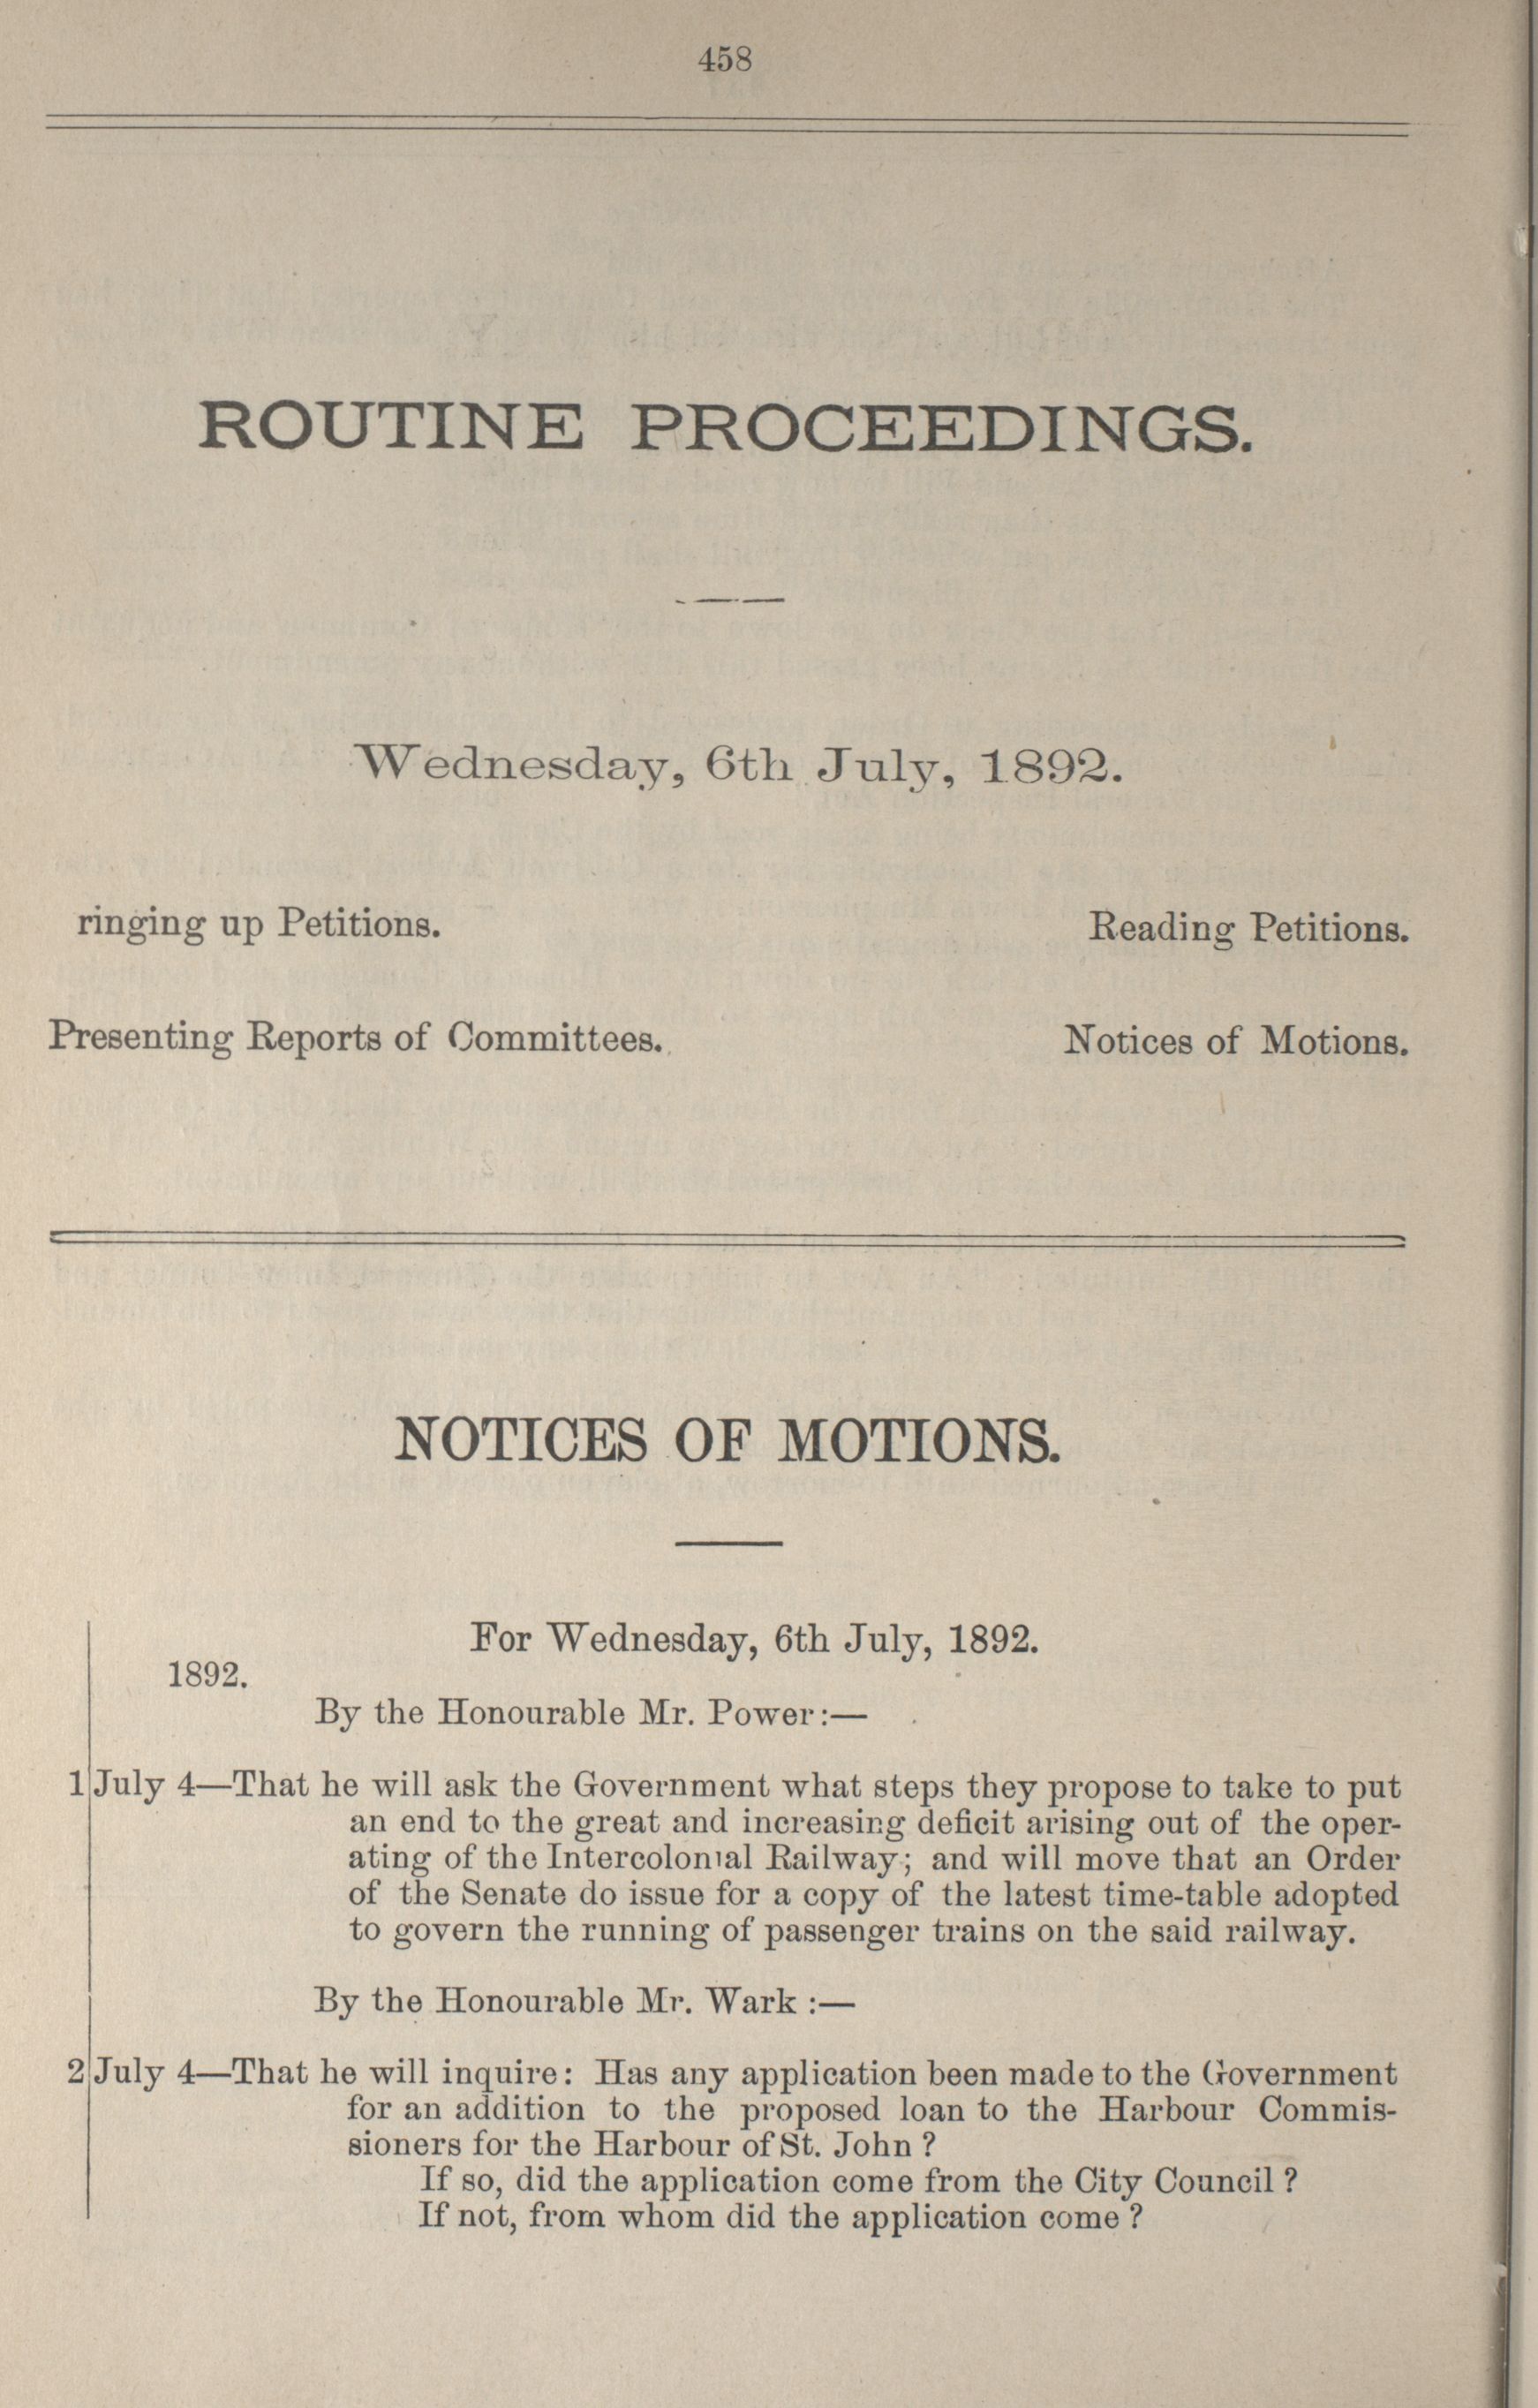 458
ROUTINE PROCEEDINGS.
Wednesday, 6th July, 1892.
ringing up Petitions. Reading Petitions.
Presenting Reports of Committees. Notices of Motions.
NOTICES OF MOTIONS.
For Wednesday, 6th July, 1892.
1892.
By the Honourable Mr. Power:—
1 July 4—That he will ask the Government what steps they propose to take to put
an end to the great and increasing deficit arising out of the oper-
ating of the Intercolonial Railway; and will move that an Order
of the Senate do issue for a copy of the latest time-table adopted
to govern the running of passenger trains on the said railway.
By the Honourable Mr. Wark :—
2 July 4—That he will inquire: Has any application been made to the Government
for an addition to the proposed loan to the Harbour Commis-
sioners for the Harbour of St. John ?
If so, did the application come from the City Council ?
If not, from whom did the application come ?